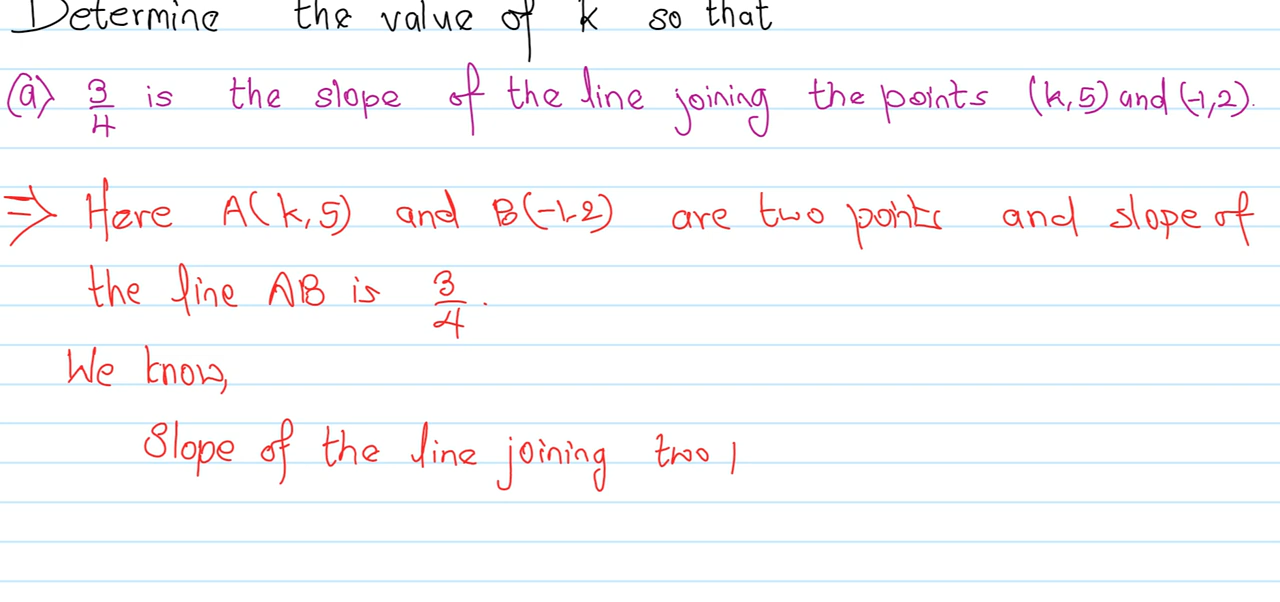 Determine the value of k so that
(a) 3/4 is the slope of the line joining the points (k,5) and (-1,2).
⇒ Here A(k,5) and B(-1,2) are two points and slope of
the line AB is 3/4.
We know,
Slope of the line joining two